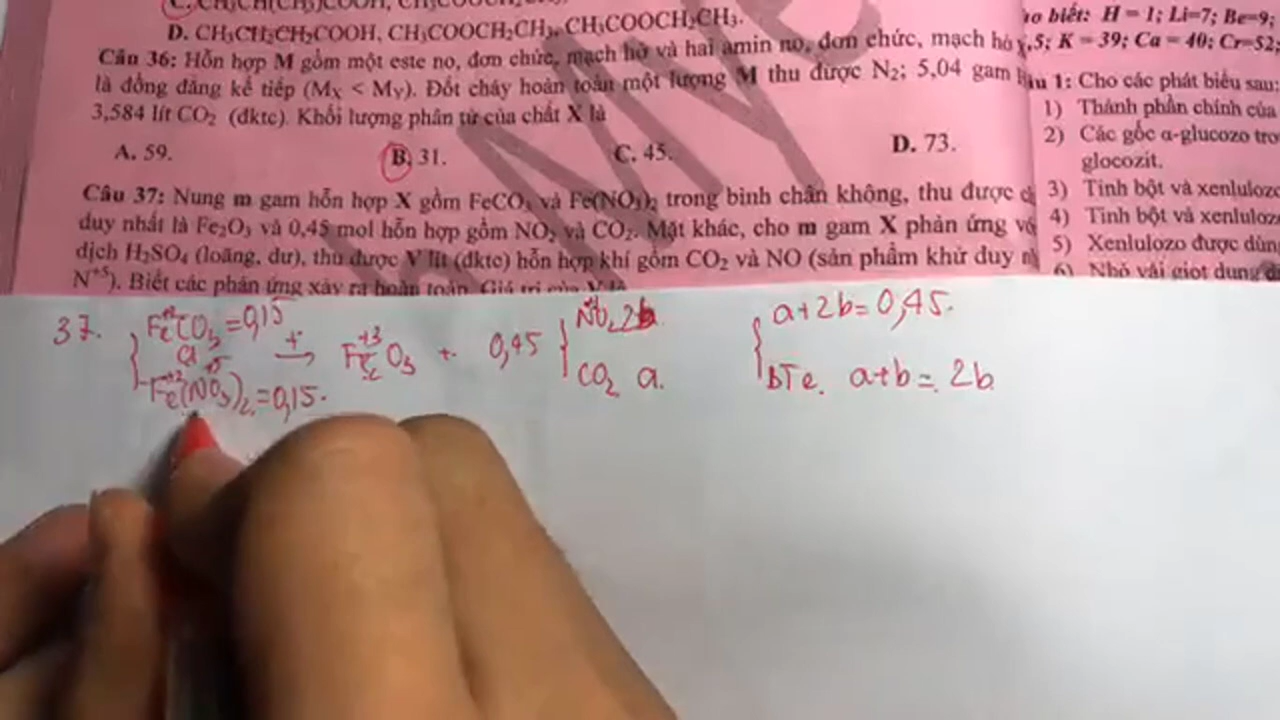 C. CH3CH(CH3)COOH,
D. CH3CH2CH2COOH, CH3COOCH2CH3, CH3COOCH2CH3.
Câu 36: Hỗn hợp M gồm một este no, đơn chức, mạch hở và hai amin no, đơn chức, mạch hở
là đồng đẳng kế tiếp (MX < MY). Đốt cháy hoàn toàn một lượng M thu được N2; 5,04 gam
3,584 lít CO2 (đktc). Khối lượng phân tử của chất X là
A. 59. B. 31. C. 45. D. 73.
Câu 37: Nung m gam hỗn hợp X gồm FeCO3 và Fe(NO3)2 trong bình chân không, thu được
duy nhất là Fe2O3 và 0,45 mol hỗn hợp gồm NO2 và CO2. Mặt khác, cho m gam X phản ứng
dịch H2SO4 (loãng, dư), thu được V lít (đktc) hỗn hợp khí gồm CO2 và NO (sản phẩm khử duy
N+5). Biết các phản ứng xảy ra hoàn toàn. Giá trị của V là
biết: H = 1; Li=7; Be=9;
,5; K = 39; Ca = 40; Cr=52;
1: Cho các phát biểu sau:
1) Thành phần chính của
2) Các gốc α-glucozo
glocozit.
3) Tinh bột và xenlulozo
4) Tinh bột và xenluloz
5) Xenlulozo được dùn
6) Nhỏ vài giọt dung
37. FeCO3 = 0,15
a
Fe(NO3)2 = 0,15.
Fe2O3 + 0,45
NO2 2b
CO2 a.
a + 2b = 0,45.
BTe. a + b = 2b